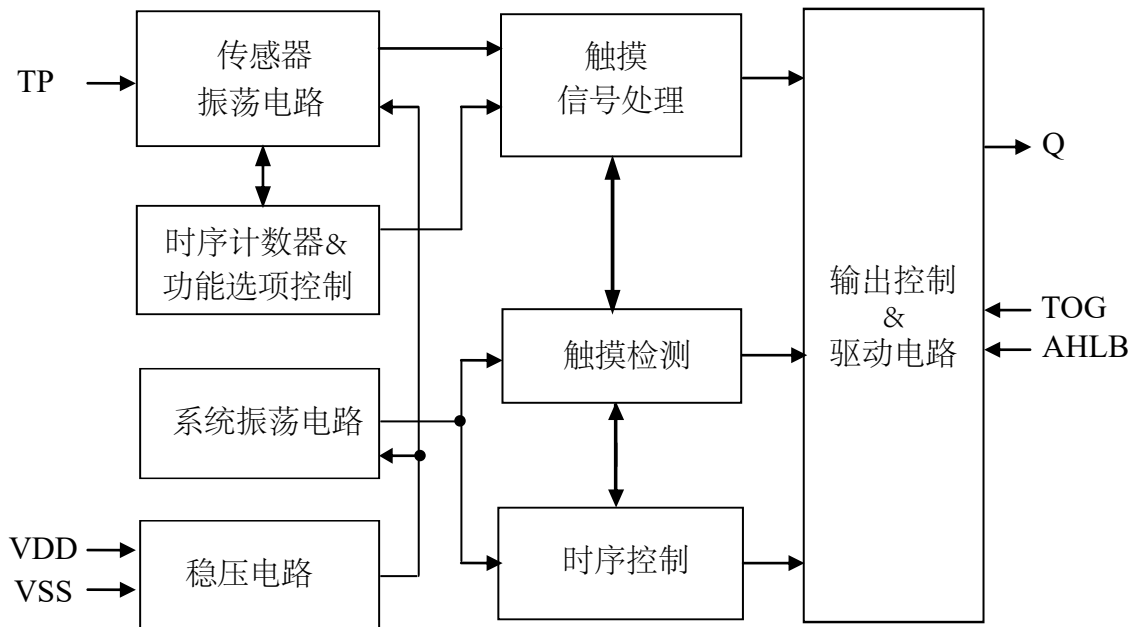 TP
传感器
振荡电路
触摸
信号处理
Q
时序计数器&
功能选项控制
输出控制
&
驱动电路
TOG
AHLB
触摸检测
系统振荡电路
VDD
VSS
稳压电路
时序控制